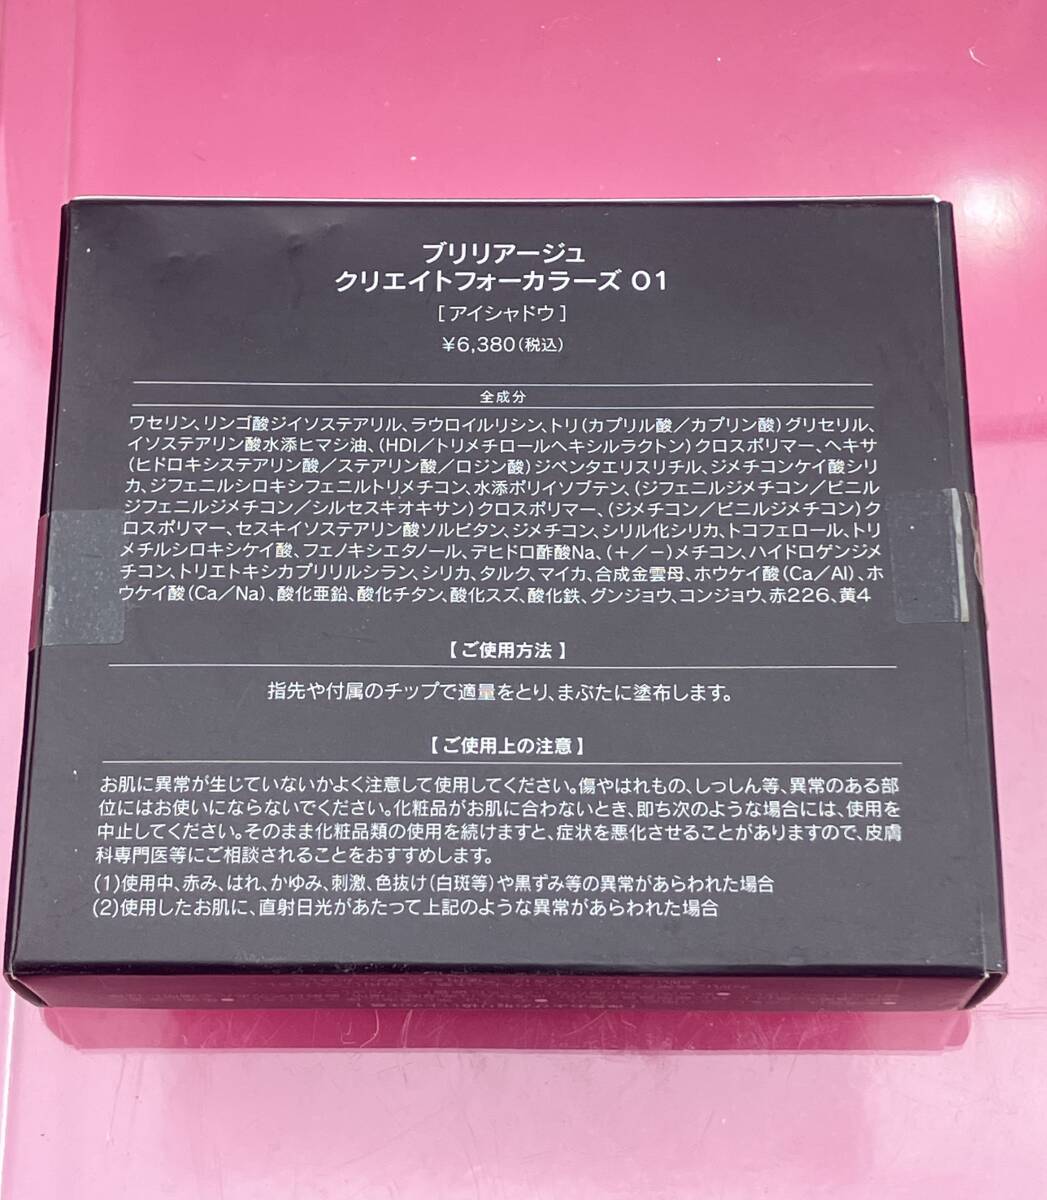 ブリリアージュ
クリエイトフォーカラーズ 01
[アイシャドウ]
¥6,380(税込)
全成分
ワセリン、リンゴ酸ジイソステアリル、ラウロイルリシン、トリ(カプリル酸／カプリン酸)グリセリル、
イソステアリン酸水添ヒマシ油、(HDI／トリメチロールヘキシルラクトン)クロスポリマー、ヘキサ
(ヒドロキシステアリン酸／ステアリン酸／ロジン酸)ジペンタエリスリチル、ジメチコンケイ酸シリ
カ、ジフェニルシロキシフェニルトリメチコン、水添ポリイソブテン、(ジフェニルジメチコン／ビニル
ジフェニルジメチコン／シルセスキオキサン)クロスポリマー、(ジメチコン／ビニルジメチコン)ク
ロスポリマー、セスキイソステアリン酸ソルビタン、ジメチコン、シリル化シリカ、トコフェロール、トリ
メチルシロキシケイ酸、フェノキシエタノール、デヒドロ酢酸Na、(＋／−)メチコン、ハイドロゲンジメ
チコン、トリエトキシカプリリルシラン、シリカ、タルク、マイカ、合成金雲母、ホウケイ酸(Ca／Al)、ホ
ウケイ酸(Ca／Na)、酸化亜鉛、酸化チタン、酸化スズ、酸化鉄、グンジョウ、コンジョウ、赤226、黄4
【ご使用方法】
指先や付属のチップで適量をとり、まぶたに塗布します。
【ご使用上の注意】
お肌に異常が生じていないかよく注意して使用してください。傷やはれもの、しっしん等、異常のある部
位にはお使いにならないでください。化粧品がお肌に合わないとき、即ち次のような場合には、使用を
中止してください。そのまま化粧品類の使用を続けますと、症状を悪化させることがありますので、皮膚
科専門医等にご相談されることをおすすめします。
(1)使用中、赤み、はれ、かゆみ、刺激、色抜け(白斑等)や黒ずみ等の異常があらわれた場合
(2)使用したお肌に、直射日光があたって上記のような異常があらわれた場合